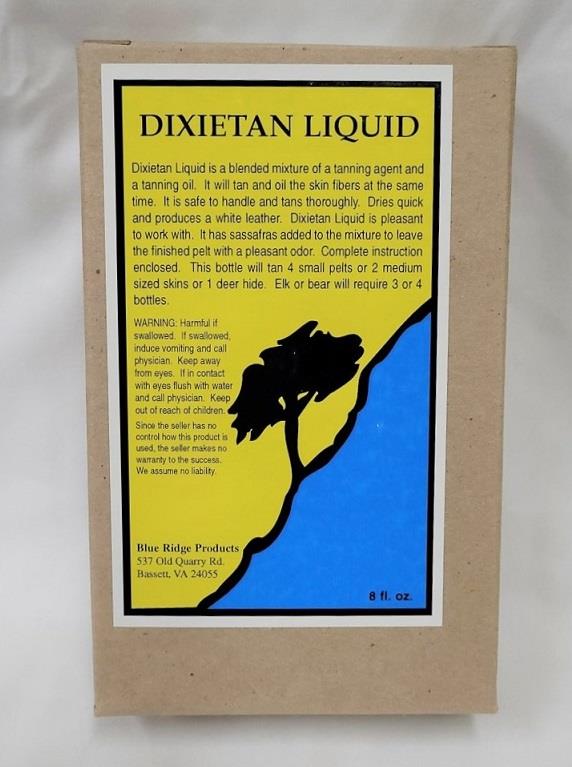 DIXIETAN LIQUID
Dixietan Liquid is a blended mixture of a tanning agent and
a tanning oil. It will tan and oil the skin fibers at the same
time. It is safe to handle and tans thoroughly. Dries quick
and produces a white leather. Dixietan Liquid is pleasant
to work with. It has sassafras added to the mixture to leave
the finished pelt with a pleasant odor. Complete instruction
enclosed. This bottle will tan 4 small pelts or 2 medium
sized skins or 1 deer hide. Elk or bear will require 3 or 4
bottles.
WARNING: Harmful if
swallowed. If swallowed,
induce vomiting and call
physician. Keep away
from eyes. If in contact
with eyes flush with water
and call physician. Keep
out of reach of children.
Since the seller has no
control how this product is
used, the seller makes no
warranty to the success.
We assume no liability.
Blue Ridge Products
537 Old Quarry Rd.
Bassett, VA 24055
8 fl. oz.